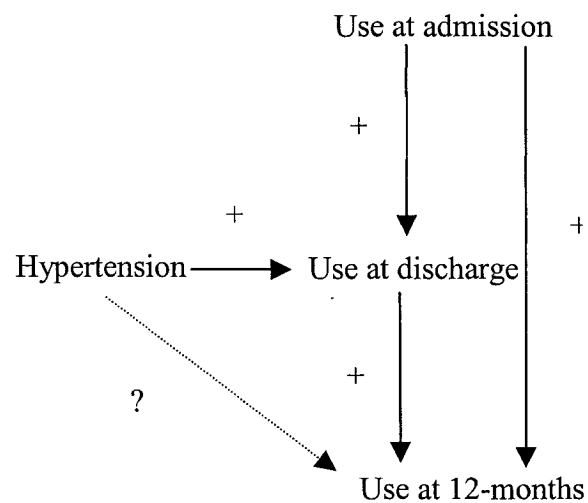 Use at admission
+
+
+
Hypertension
Use at discharge
+
?
Use at 12-months